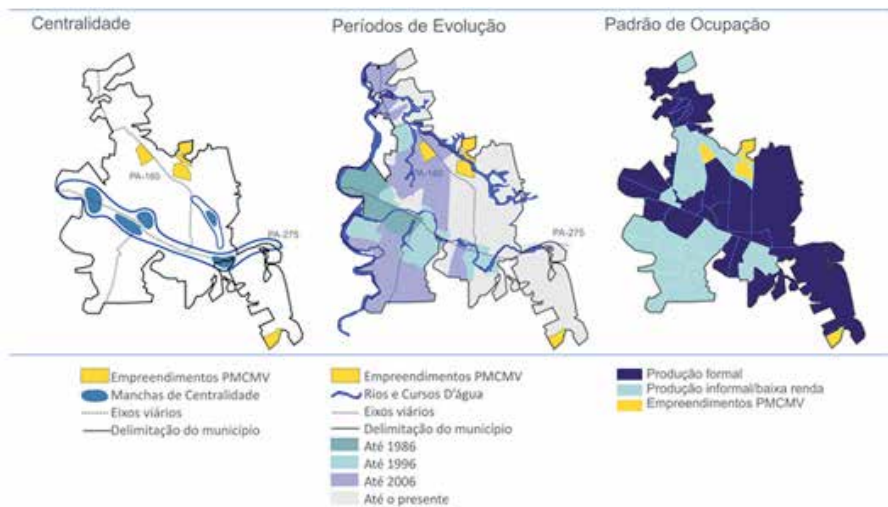 Centralidade
PA-160
PA-275
Empreendimentos PMCMV
Manchas de Centralidade
Eixos viários
Delimitação do município
Períodos de Evolução
PA-160
PA-275
Empreendimentos PMCMV
Rios e Cursos D'água
Eixos viários
Delimitação do município
Até 1986
Até 1996
Até 2006
Até o presente
Padrão de Ocupação
Produção formal
Produção informal/baixa renda
Empreendimentos PMCMV